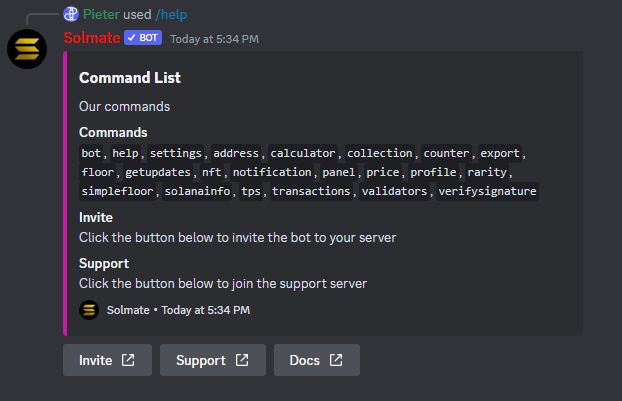 Pieter used /help
Solmate BOT Today at 5:34 PM
Command List
Our commands
Commands
bot, help, settings, address, calculator, collection, counter, export,
floor, getupdates, nft, notification, panel, price, profile, rarity,
simplefloor, solanainfo, tps, transactions, validators, verifysignature
Invite
Click the button below to invite the bot to your server
Support
Click the button below to join the support server
Solmate • Today at 5:34 PM
Invite Support Docs